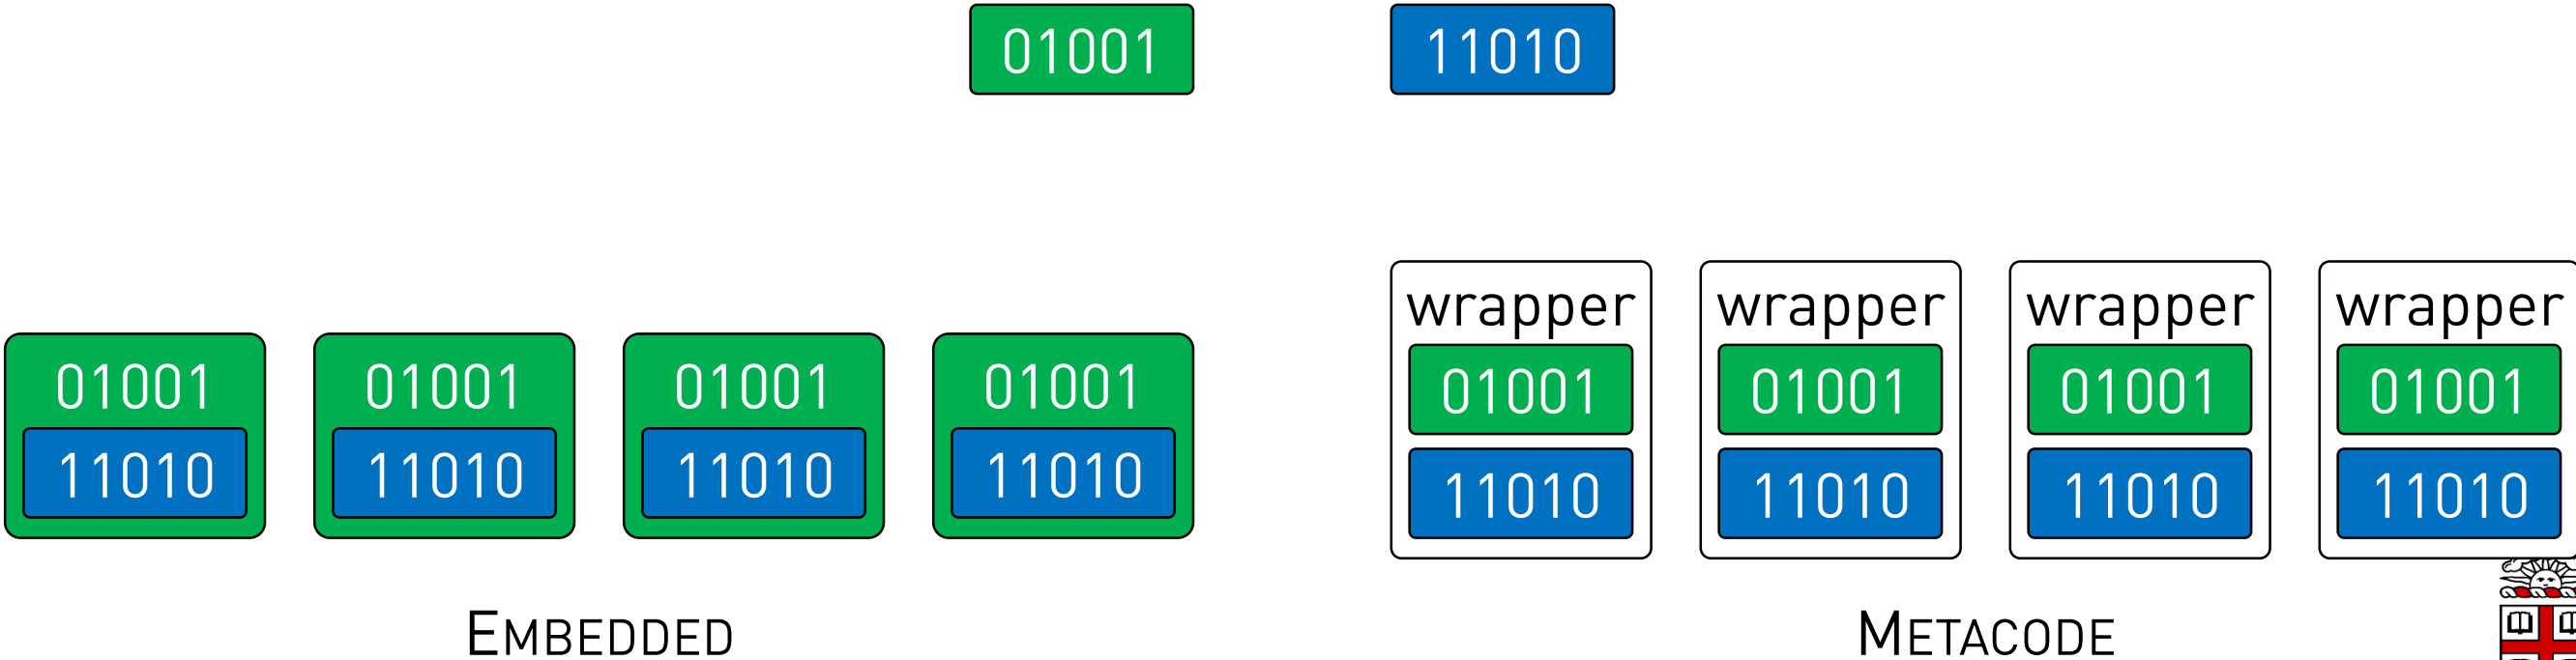 01001 11010
wrapper wrapper wrapper wrapper
01001 01001 01001 01001 01001 01001 01001 01001
11010 11010 11010 11010 11010 11010 11010 11010
EMBEDDED METACODE